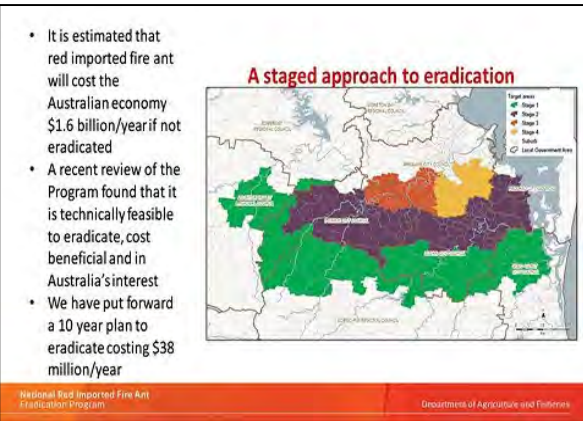 • It is estimated that
red imported fire ant
will cost the
Australian economy
$1.6 billion/year if not
eradicated
• A recent review of the
Program found that it
is technically feasible
to eradicate, cost
beneficial and in
Australia's interest
• We have put forward
a 10 year plan to
eradicate costing $38
million/year
A staged approach to eradication
Target areas
Stage 1
Stage 2
Stage 3
Stage 4
Suburb
Local Government Area
National Red Imported Fire Ant
Eradication Program
Department of Agriculture and Fisheries